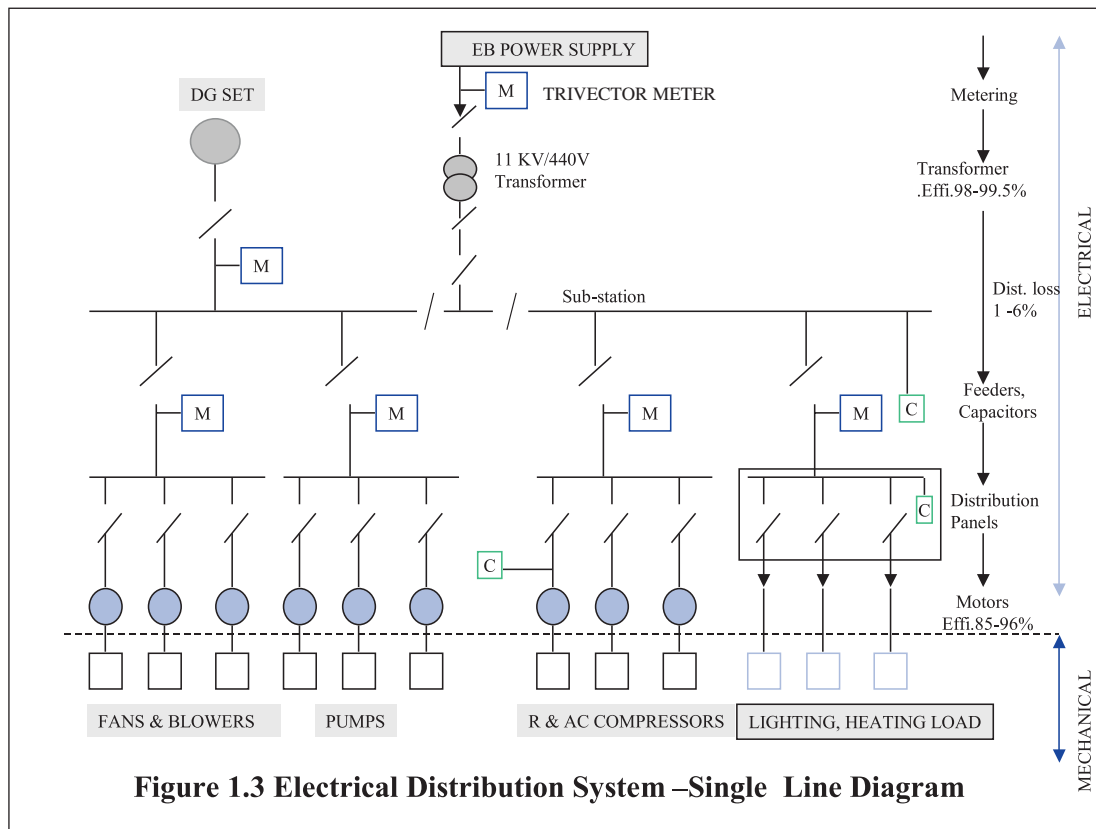 EB POWER SUPPLY
DG SET
M
TRIVECTOR METER
Metering
11 KV/440V
Transformer
Transformer
.Effi.98-99.5%
M
ELECTRICAL
Sub-station
Dist. loss
1 -6%
M
M
M
M
C
Feeders,
Capacitors
C
Distribution
Panels
C
Motors
Effi.85-96%
MECHANICAL
FANS & BLOWERS
PUMPS
R & AC COMPRESSORS
LIGHTING, HEATING LOAD
Figure 1.3 Electrical Distribution System –Single Line Diagram